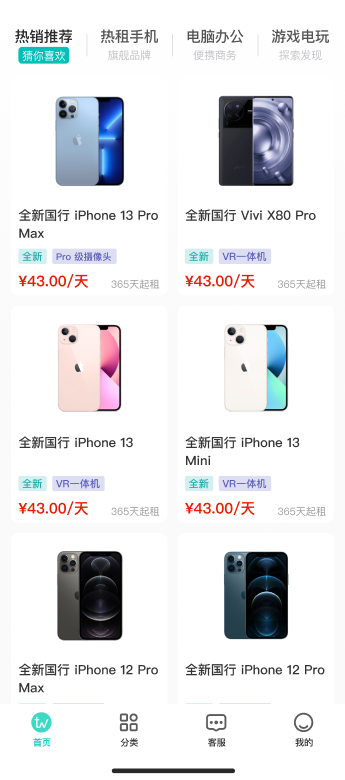 热销推荐 热租手机 电脑办公 游戏电玩
猜你喜欢 旗舰品牌 便携商务 探索发现
全新国行 iPhone 13 Pro
Max
全新 Pro 级摄像头
¥43.00/天 365天起租
全新国行 Vivi X80 Pro
全新 VR一体机
¥43.00/天 365天起租
全新国行 iPhone 13
全新 VR一体机
¥43.00/天 365天起租
全新国行 iPhone 13
Mini
全新 VR一体机
¥43.00/天 365天起租
全新国行 iPhone 12 Pro
Max
全新国行 iPhone 12 Pro
tw
首页 分类 客服 我的